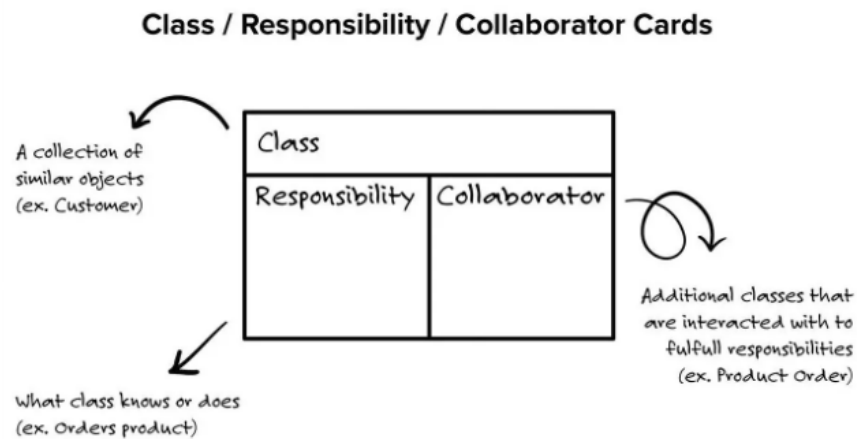 Class / Responsibility / Collaborator Cards
A collection of
similar objects
(ex. Customer)
Class
Responsibility
Collaborator
Additional classes that
are interacted with to
fulfull responsibilities
(ex. Product Order)
What class knows or does
(ex. Orders product)